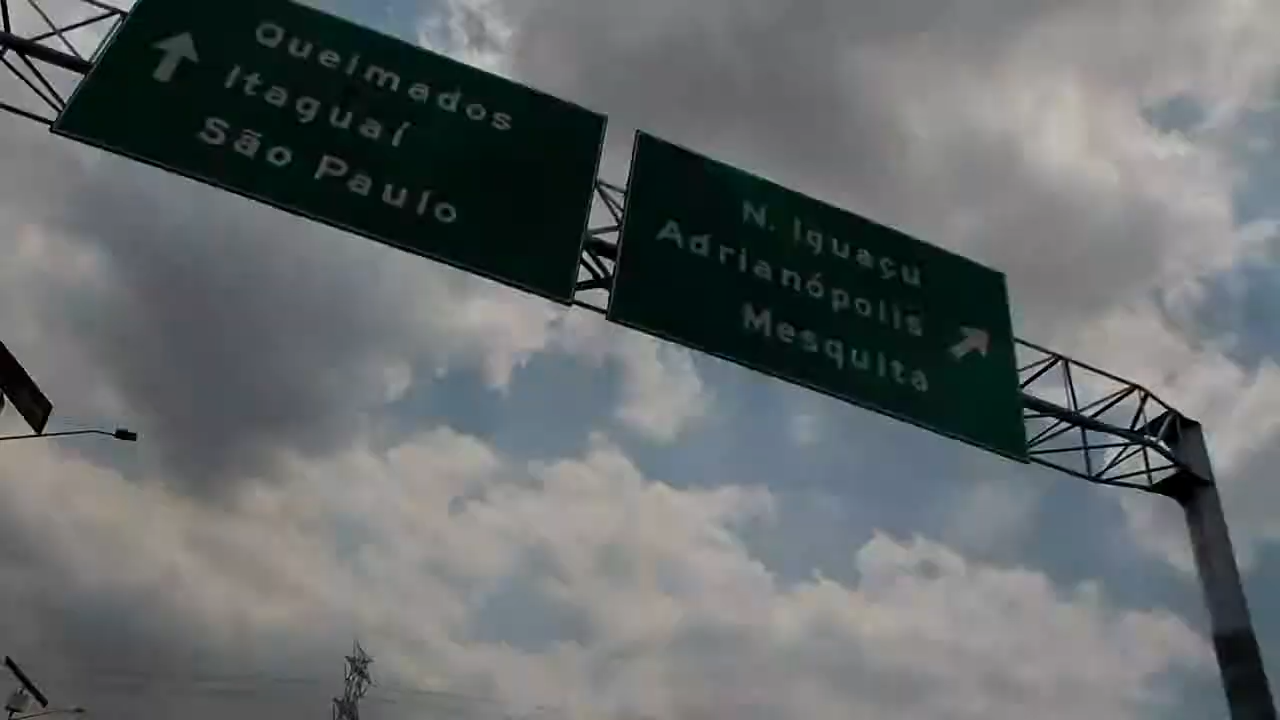 Queimados
Itaguaí
São Paulo
N. Iguaçu
Adrianópolis
Mesquita